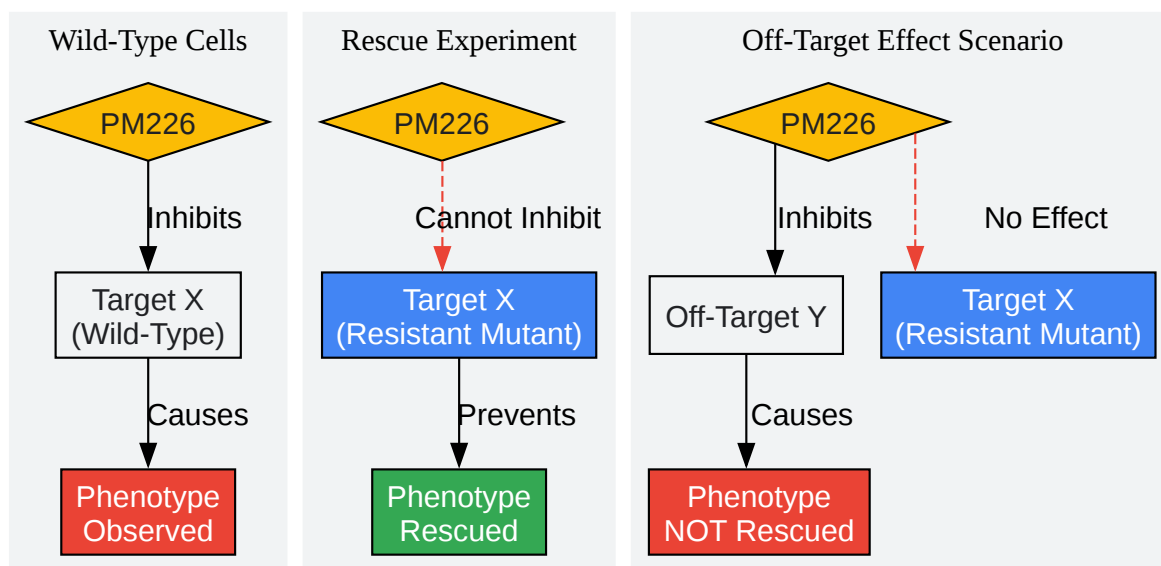 Wild-Type Cells
PM226
Inhibits
Target X
(Wild-Type)
Causes
Phenotype
Observed
Rescue Experiment
PM226
Cannot Inhibit
Target X
(Resistant Mutant)
Prevents
Phenotype
Rescued
Off-Target Effect Scenario
PM226
Inhibits
No Effect
Off-Target Y
Target X
(Resistant Mutant)
Causes
Phenotype
NOT Rescued